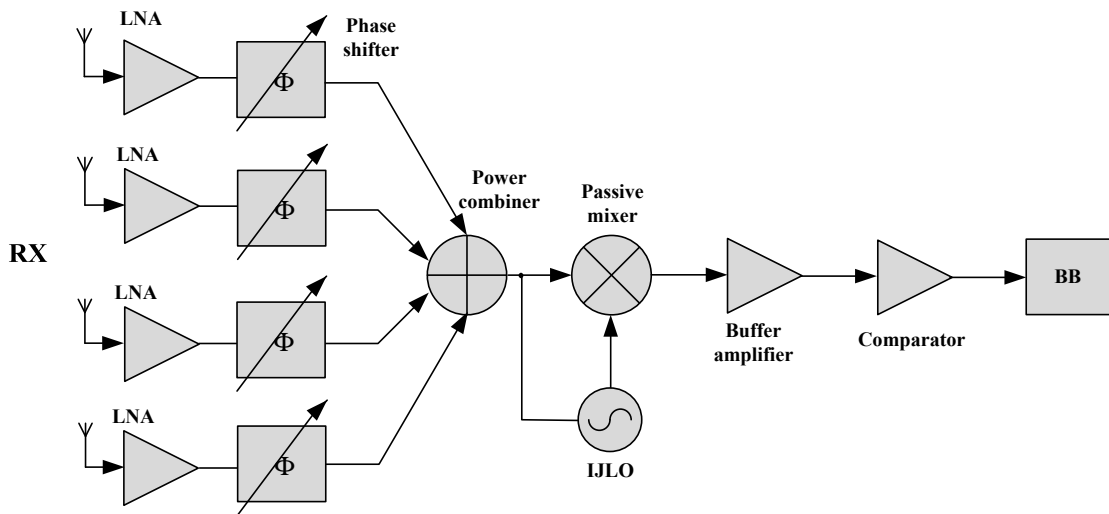 LNA
Phase
shifter
Φ
LNA
Φ
Power
combiner
Passive
mixer
RX
LNA
Φ
Buffer
amplifier
Comparator
BB
LNA
Φ
IJLO